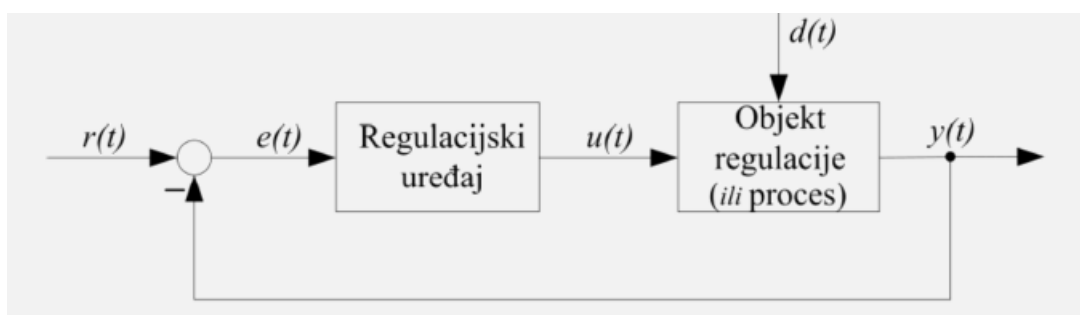 d(t)
r(t)
e(t)
Regulacijski
uređaj
u(t)
Objekt
regulacije
(ili proces)
y(t)
−